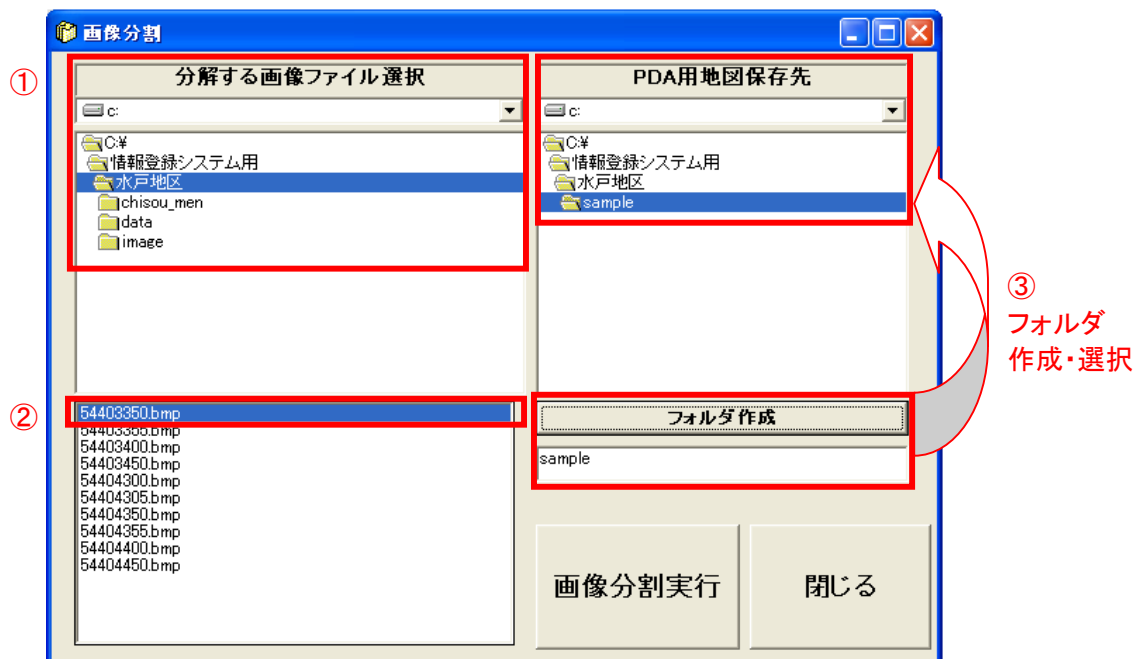 画像分割
①
分解する画像ファイル選択
c:
C:¥
情報登録システム用
水戸地区
chisou_men
data
image
PDA用地図保存先
c:
C:¥
情報登録システム用
水戸地区
sample
③
フォルダ
作成・選択
②
54403350.bmp
54403355.bmp
54403400.bmp
54403450.bmp
54404300.bmp
54404305.bmp
54404350.bmp
54404355.bmp
54404400.bmp
54404450.bmp
フォルダ作成
sample
画像分割実行
閉じる